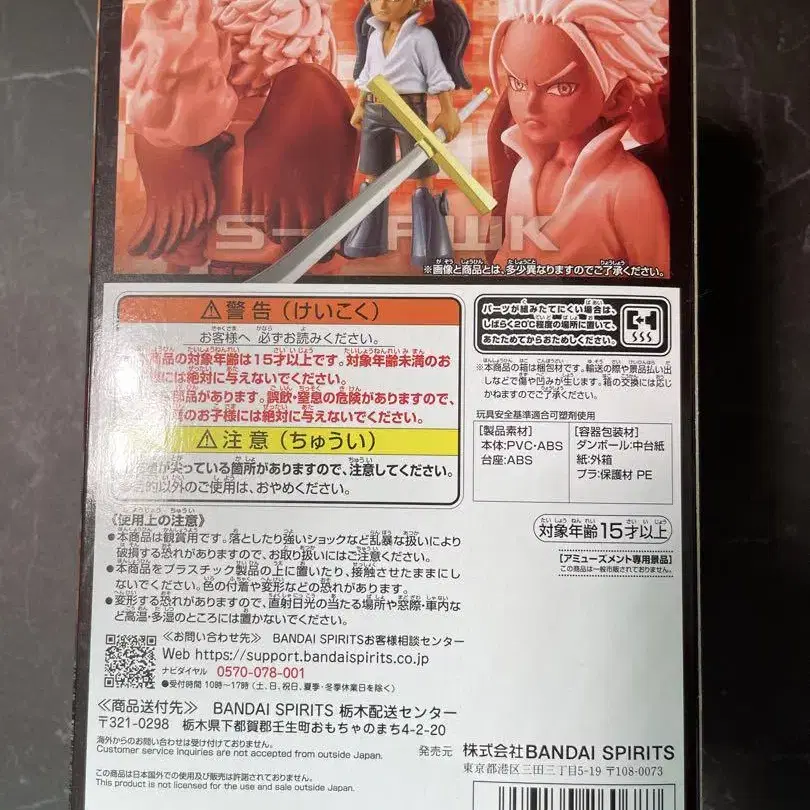 S-HAWK
※画像と商品とは、多少異なりますのでご了承ください。
⚠警告(けいこく)
お客様へ 必ずお読みください。
商品の対象年齢は15才以上です。対象年齢未満のお
には絶対に与えないでください。
部品があります。誤飲・窒息の危険がありますので、
のお子様には絶対に与えないでください。
⚠注意(ちゅうい)
尖っている箇所がありますので、注意してください。
的以外のご使用は、おやめください。
パーツが組みたてにくい場合は、
しばらく20℃程度の場所に置いて、
あたためてからおためしください。
※本商品の箱は梱包材です。輸送の際や景品払い出
しなどで傷や凹みが生じます。箱の交換には応じ
かねますのでご了承ください。
玩具安全基準適合可塑剤使用
[製品素材]
本体:PVC・ABS
台座:ABS
[容器包装材]
ダンボール:中台紙
紙:外箱
プラ:保護材 PE
対象年齢15才以上
【アミューズメント専用景品】
この商品は一般市販されておりません。
《使用上の注意》
●本商品は観賞用です。落としたり強いショックなど乱暴な扱いにより
破損する恐れがありますので、お取り扱いにはご注意ください。
●本商品をプラスチック製品の上に置いたり、接触させたままにし
ないでください。色の付着や変形などの恐れがあります。
●変形する恐れがありますので、直射日光の当たる場所や窓際・車内な
ど高温・多湿のところには置かないでください。
≪お問い合わせ先≫ BANDAI SPIRITSお客様相談センター
Web https://support.bandaispirits.co.jp
ナビダイヤル 0570-078-001
●受付時間 10時~17時(土、日、祝日、夏季・冬季休業日を除く)
≪商品送付先≫ BANDAI SPIRITS 栃木配送センター
〒321-0298 栃木県下都賀郡壬生町おもちゃのまち4-2-20
海外からのお問い合わせは受け付けておりません。
Customer service inquiries are not accepted from outside Japan.
この商品は日本国外での使用及び販売は許諾されておりません。
This product is not licensed for the use and sale outside Japan.
発売元 株式会社BANDAI SPIRITS
東京都港区三田三丁目5-19 〒108-0073